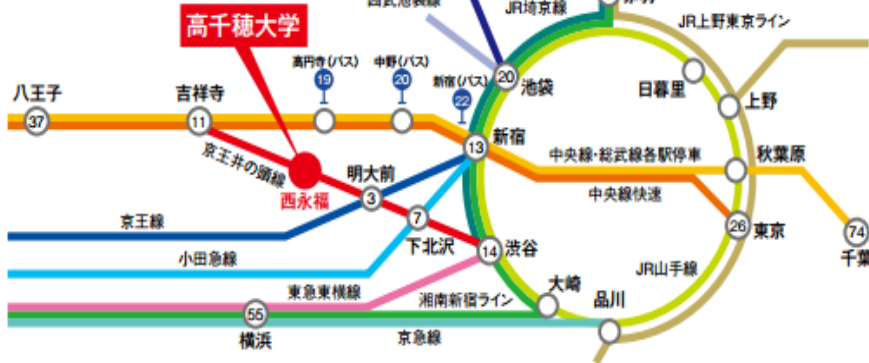 JR埼京線
JR上野東京ライン
高千穂大学
高円寺(バス)
19
中野(バス)
20
新宿(バス)
22
20
池袋
日暮里
上野
八王子
37
吉祥寺
11
13
新宿
中央線・総武線各駅停車
秋葉原
京王井の頭線
西永福
明大前
3
中央線快速
京王線
7
下北沢
26
東京
74
千葉
小田急線
14
渋谷
JR山手線
東急東横線
湘南新宿ライン
大崎
品川
55
横浜
京急線